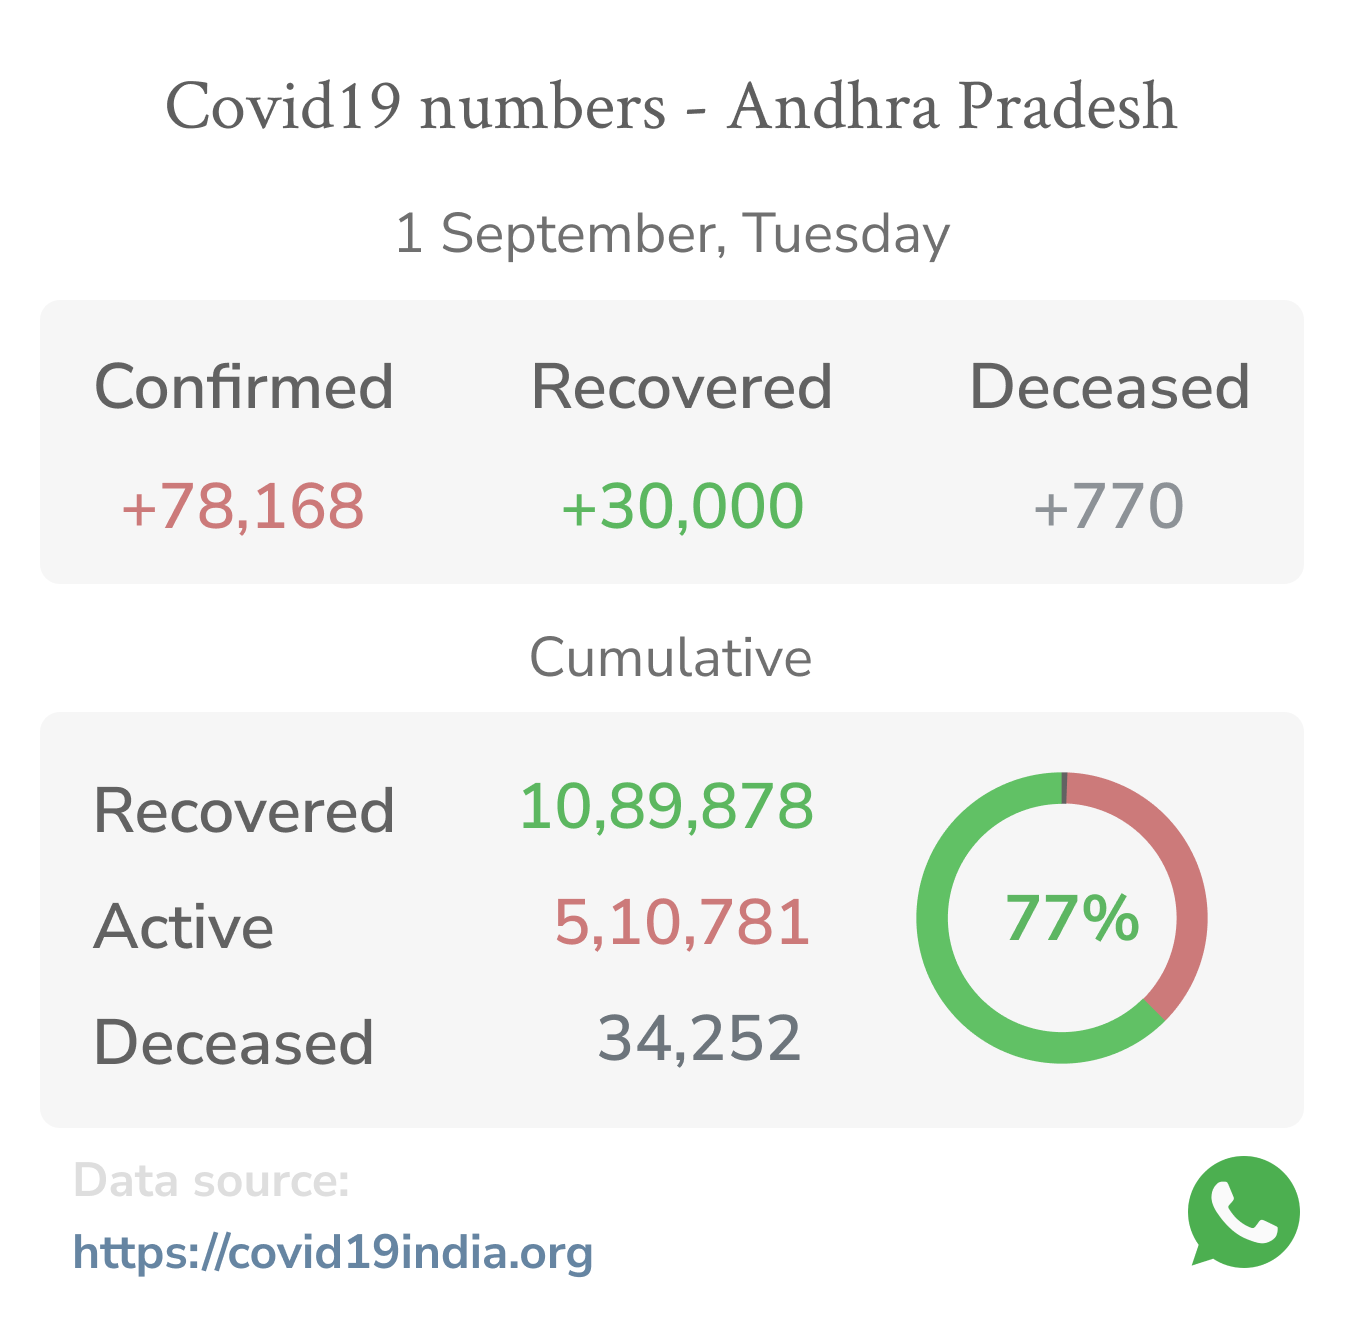 Covid19 numbers - Andhra Pradesh
1 September, Tuesday
Confirmed Recovered Deceased
+78,168 +30,000 +770
Cumulative
Recovered 10,89,878
Active 5,10,781
Deceased 34,252
77%
Data source:
https://covid19india.org